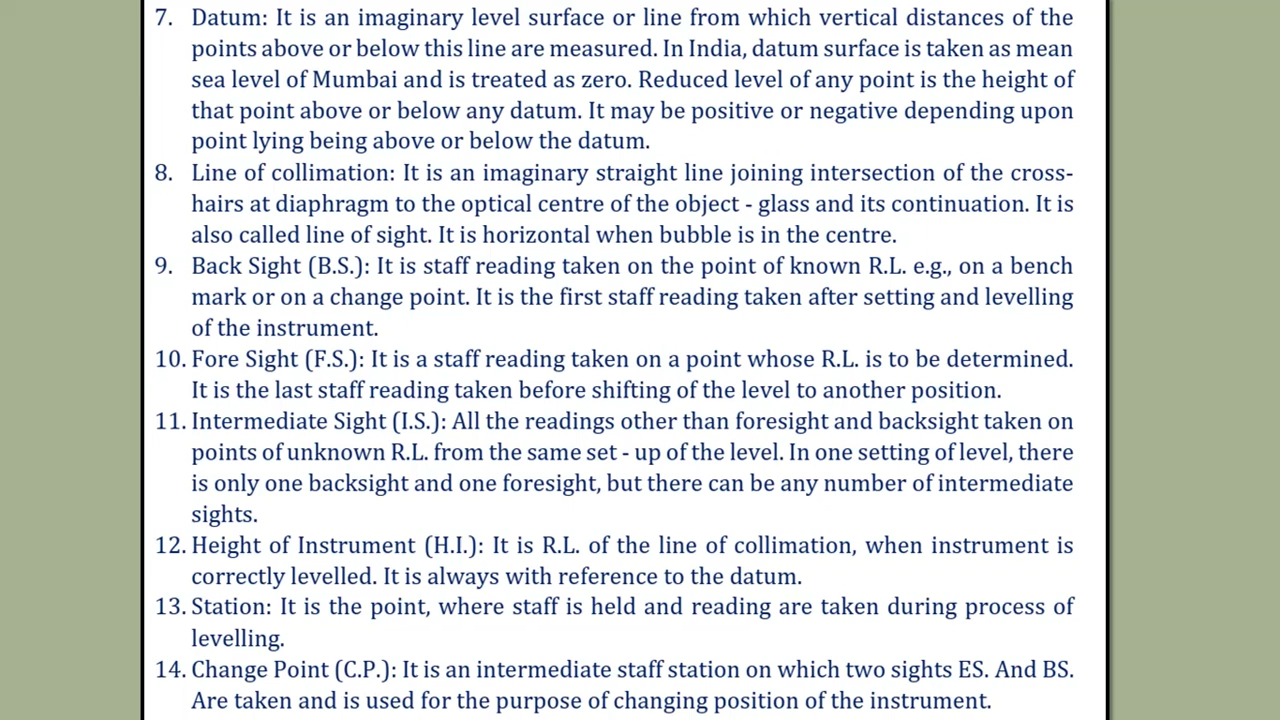 7. Datum: It is an imaginary level surface or line from which vertical distances of the
points above or below this line are measured. In India, datum surface is taken as mean
sea level of Mumbai and is treated as zero. Reduced level of any point is the height of
that point above or below any datum. It may be positive or negative depending upon
point lying being above or below the datum.
8. Line of collimation: It is an imaginary straight line joining intersection of the cross-
hairs at diaphragm to the optical centre of the object - glass and its continuation. It is
also called line of sight. It is horizontal when bubble is in the centre.
9. Back Sight (B.S.): It is staff reading taken on the point of known R.L. e.g., on a bench
mark or on a change point. It is the first staff reading taken after setting and levelling
of the instrument.
10. Fore Sight (F.S.): It is a staff reading taken on a point whose R.L. is to be determined.
It is the last staff reading taken before shifting of the level to another position.
11. Intermediate Sight (I.S.): All the readings other than foresight and backsight taken on
points of unknown R.L. from the same set - up of the level. In one setting of level, there
is only one backsight and one foresight, but there can be any number of intermediate
sights.
12. Height of Instrument (H.I.): It is R.L. of the line of collimation, when instrument is
correctly levelled. It is always with reference to the datum.
13. Station: It is the point, where staff is held and reading are taken during process of
levelling.
14. Change Point (C.P.): It is an intermediate staff station on which two sights ES. And BS.
Are taken and is used for the purpose of changing position of the instrument.